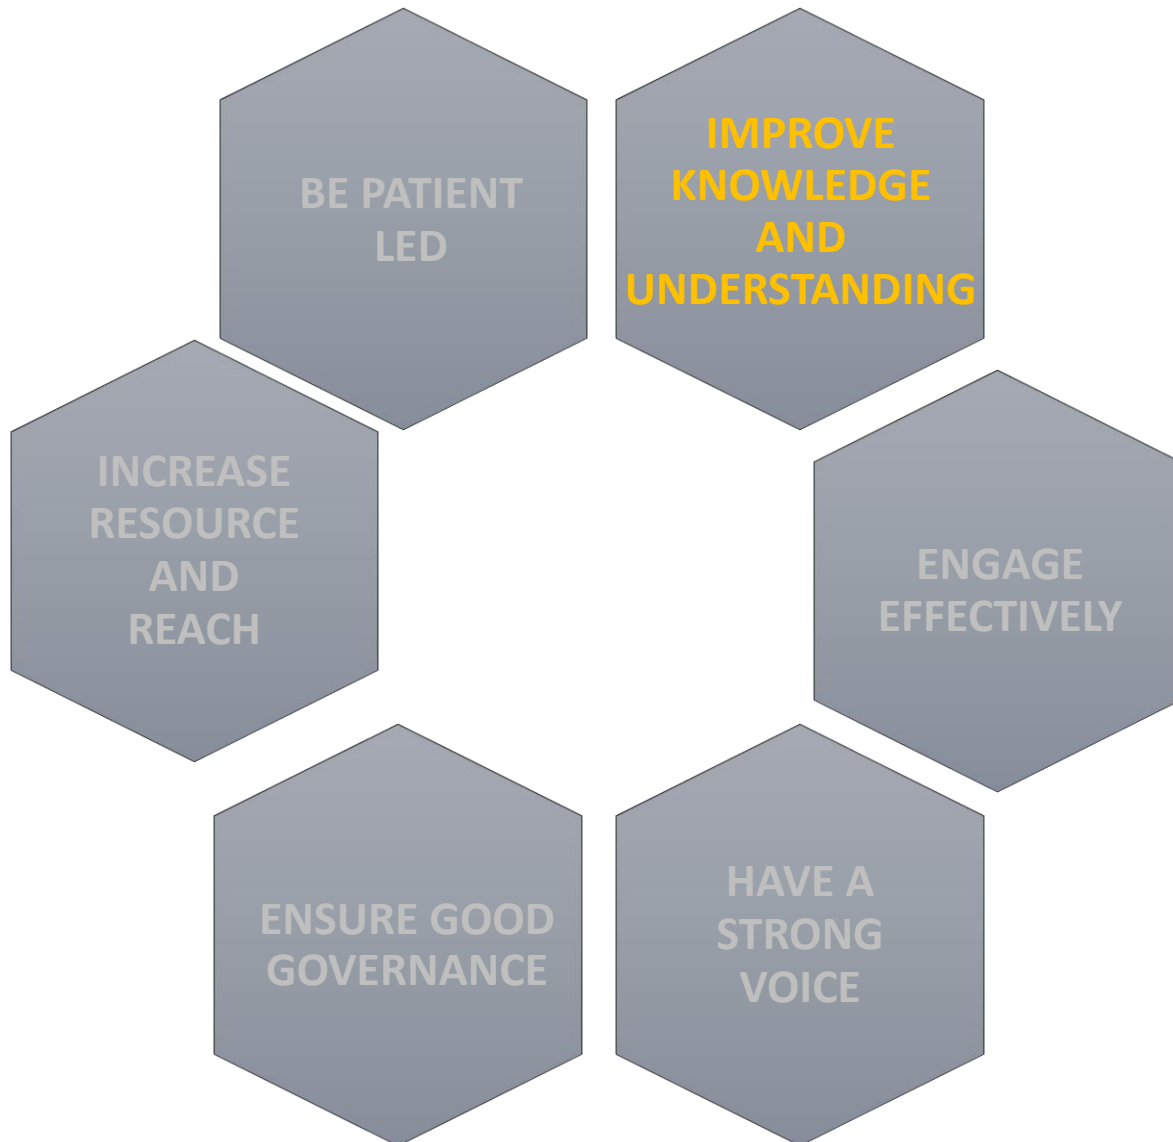 BE PATIENT
LED
IMPROVE
KNOWLEDGE
AND
UNDERSTANDING
INCREASE
RESOURCE
AND
REACH
ENGAGE
EFFECTIVELY
ENSURE GOOD
GOVERNANCE
HAVE A
STRONG
VOICE